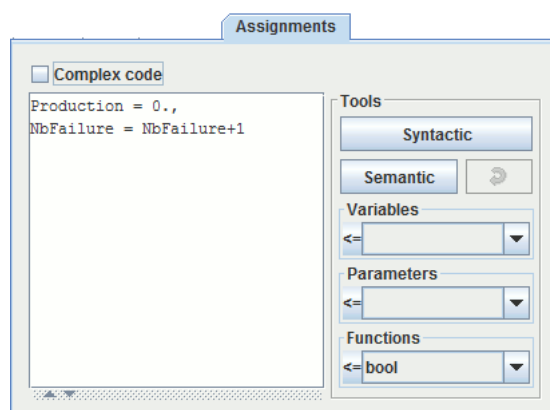 Assignments
Complex code
Production = 0.,
NbFailure = NbFailure+1
Tools
Syntactic
Semantic
Variables
<=
Parameters
<=
Functions
<= bool